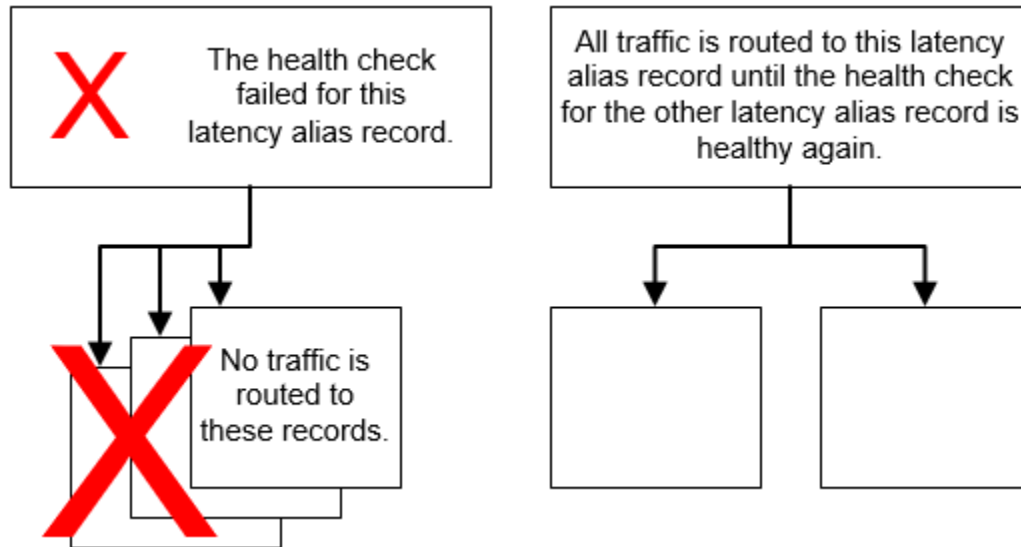 The health check
failed for this
latency alias record.
All traffic is routed to this latency
alias record until the health check
for the other latency alias record is
healthy again.
No traffic is
routed to
these records.